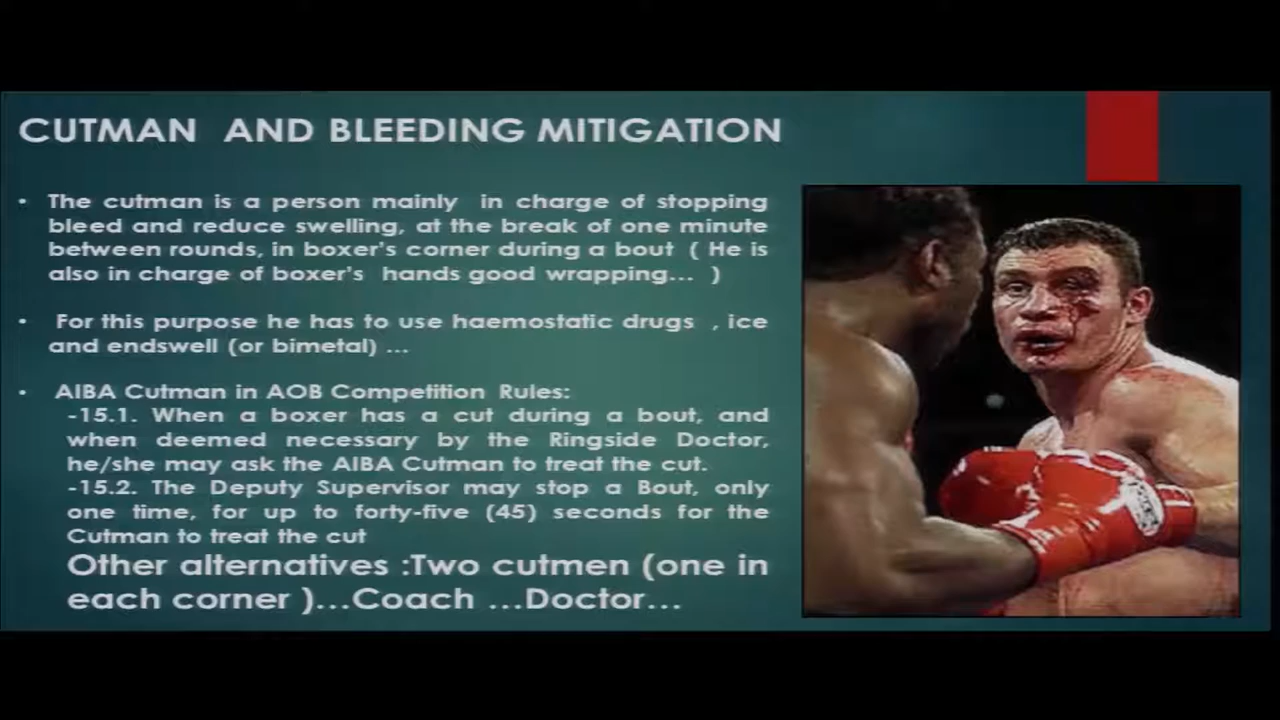 CUTMAN AND BLEEDING MITIGATION
• The cutman is a person mainly in charge of stopping
bleed and reduce swelling, at the break of one minute
between rounds, in boxer's corner during a bout ( He is
also in charge of boxer's hands good wrapping... )
• For this purpose he has to use haemostatic drugs , ice
and endswell (or bimetal) ...
• AIBA Cutman in AOB Competition Rules:
-15.1. When a boxer has a cut during a bout, and
when deemed necessary by the Ringside Doctor,
he/she may ask the AIBA Cutman to treat the cut.
-15.2. The Deputy Supervisor may stop a Bout, only
one time, for up to forty-five (45) seconds for the
Cutman to treat the cut
Other alternatives :Two cutmen (one in
each corner )...Coach ...Doctor...